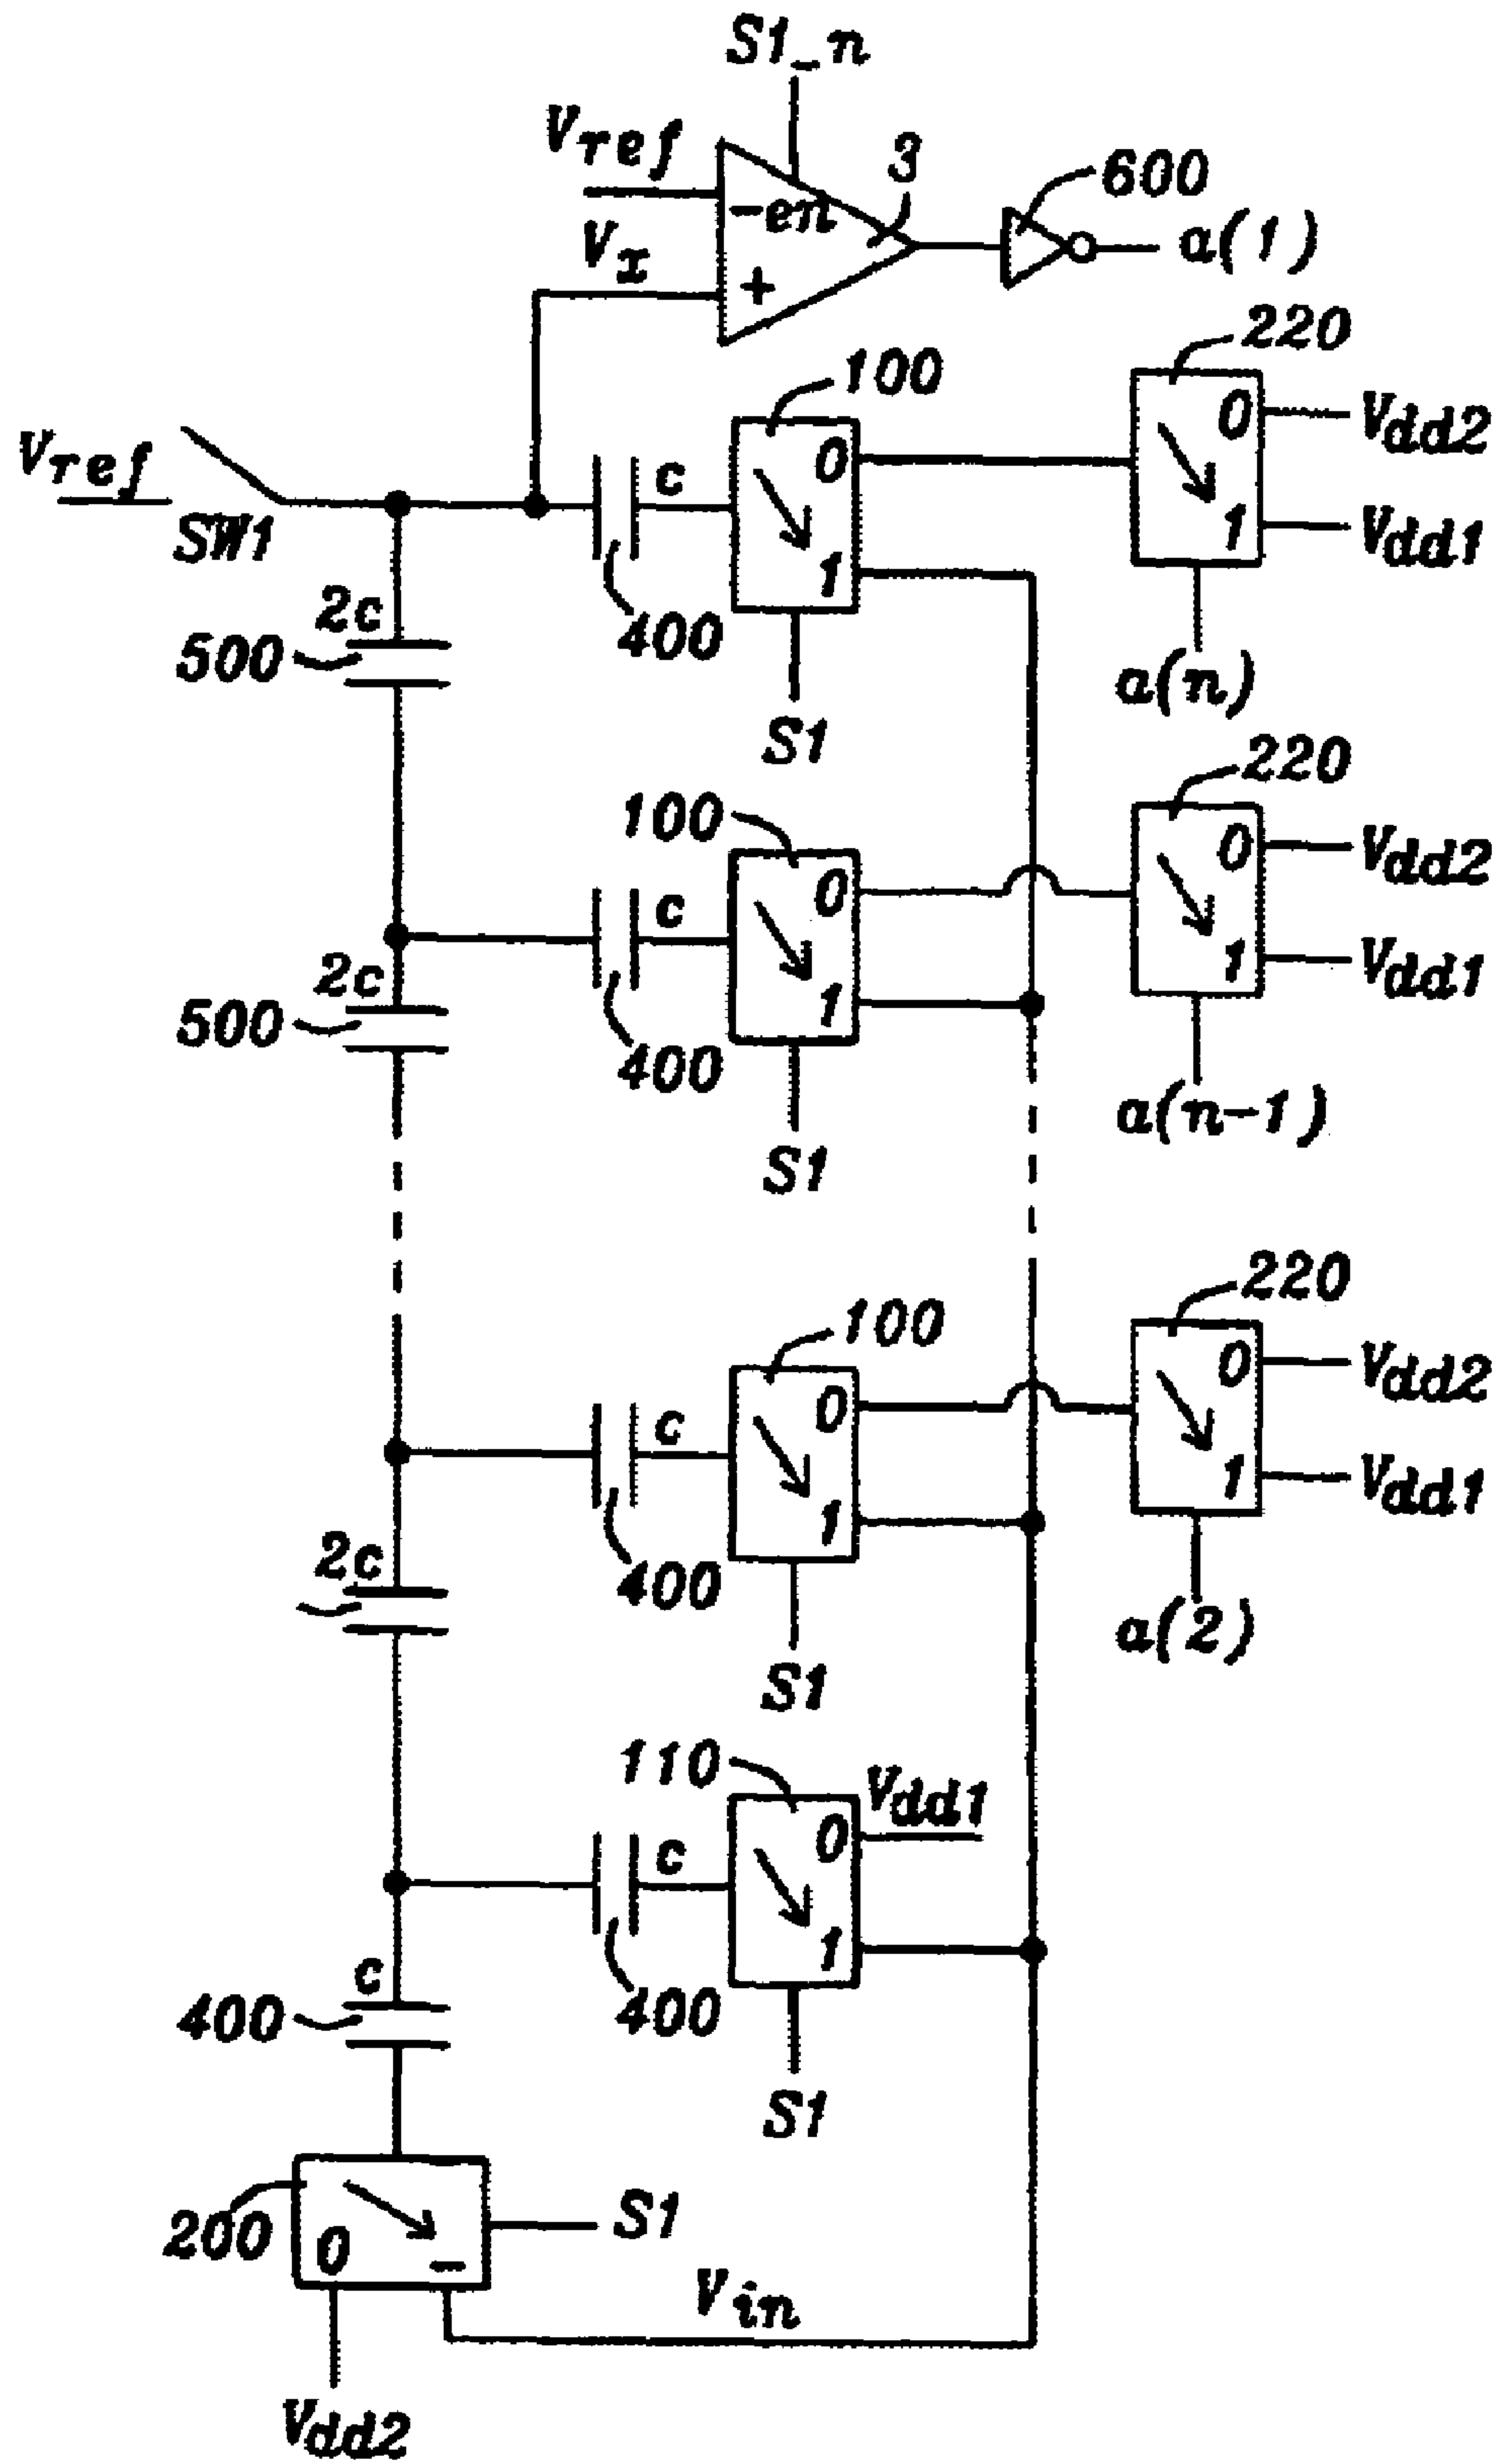 S1_n
Vref
-en
3
600
a(1)
Vx
+
220
100
0
Vdd2
Vref
SW1
c
0
1
Vdd1
1
2c
500
400
a(n)
S1
220
100
0
Vdd2
c
0
1
Vdd1
2c
1
500
400
a(n-1)
S1
220
100
0
Vdd2
c
0
1
Vdd1
1
2c
400
a(2)
S1
110
Vdd1
0
c
1
c
400
400
S1
200
0
-
S1
Vin
Vdd2